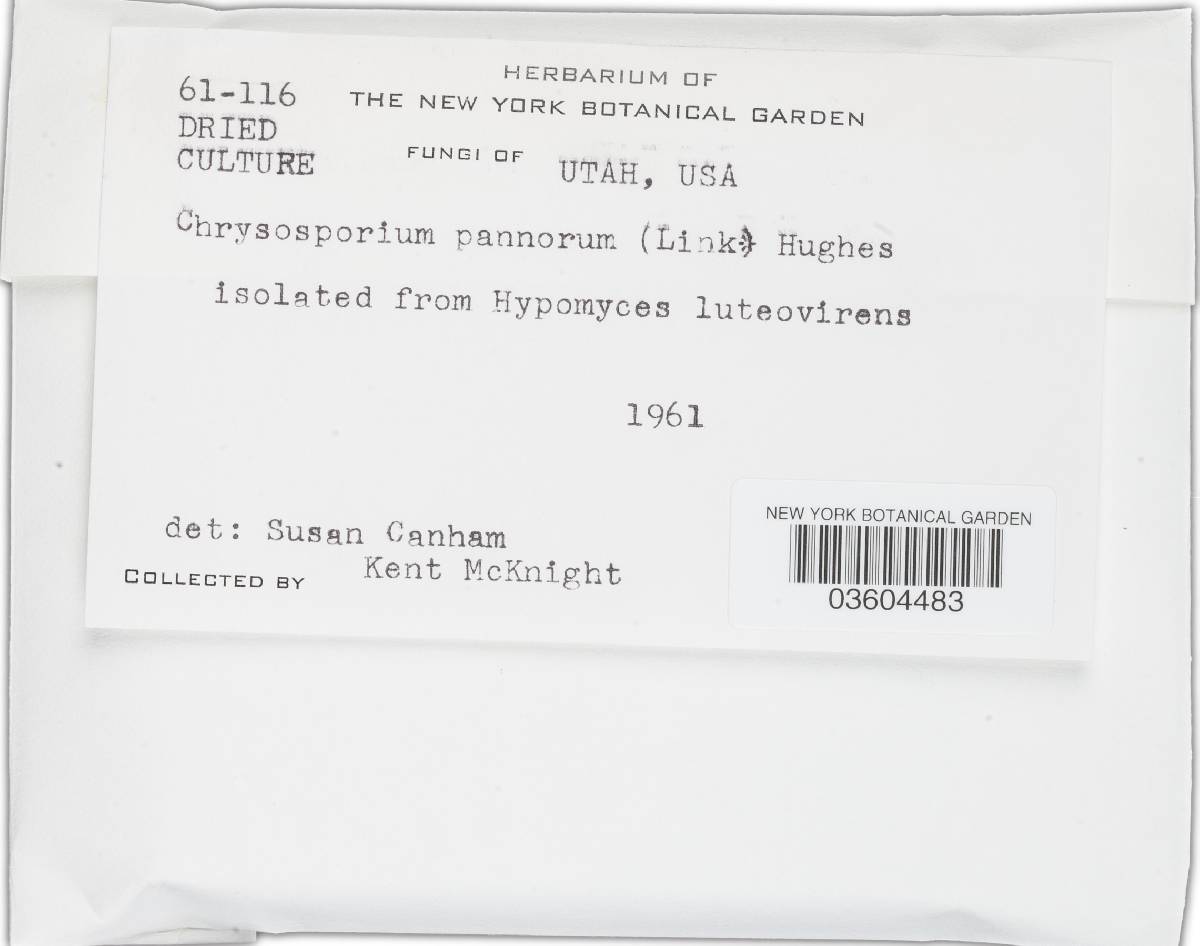 HERBARIUM OF
61-116 THE NEW YORK BOTANICAL GARDEN
DRIED
CULTURE FUNGI OF UTAH, USA
Chrysosporium pannorum (Link) Hughes
isolated from Hypomyces luteovirens
1961
det: Susan Canham
COLLECTED BY Kent McKnight
NEW YORK BOTANICAL GARDEN
03604483